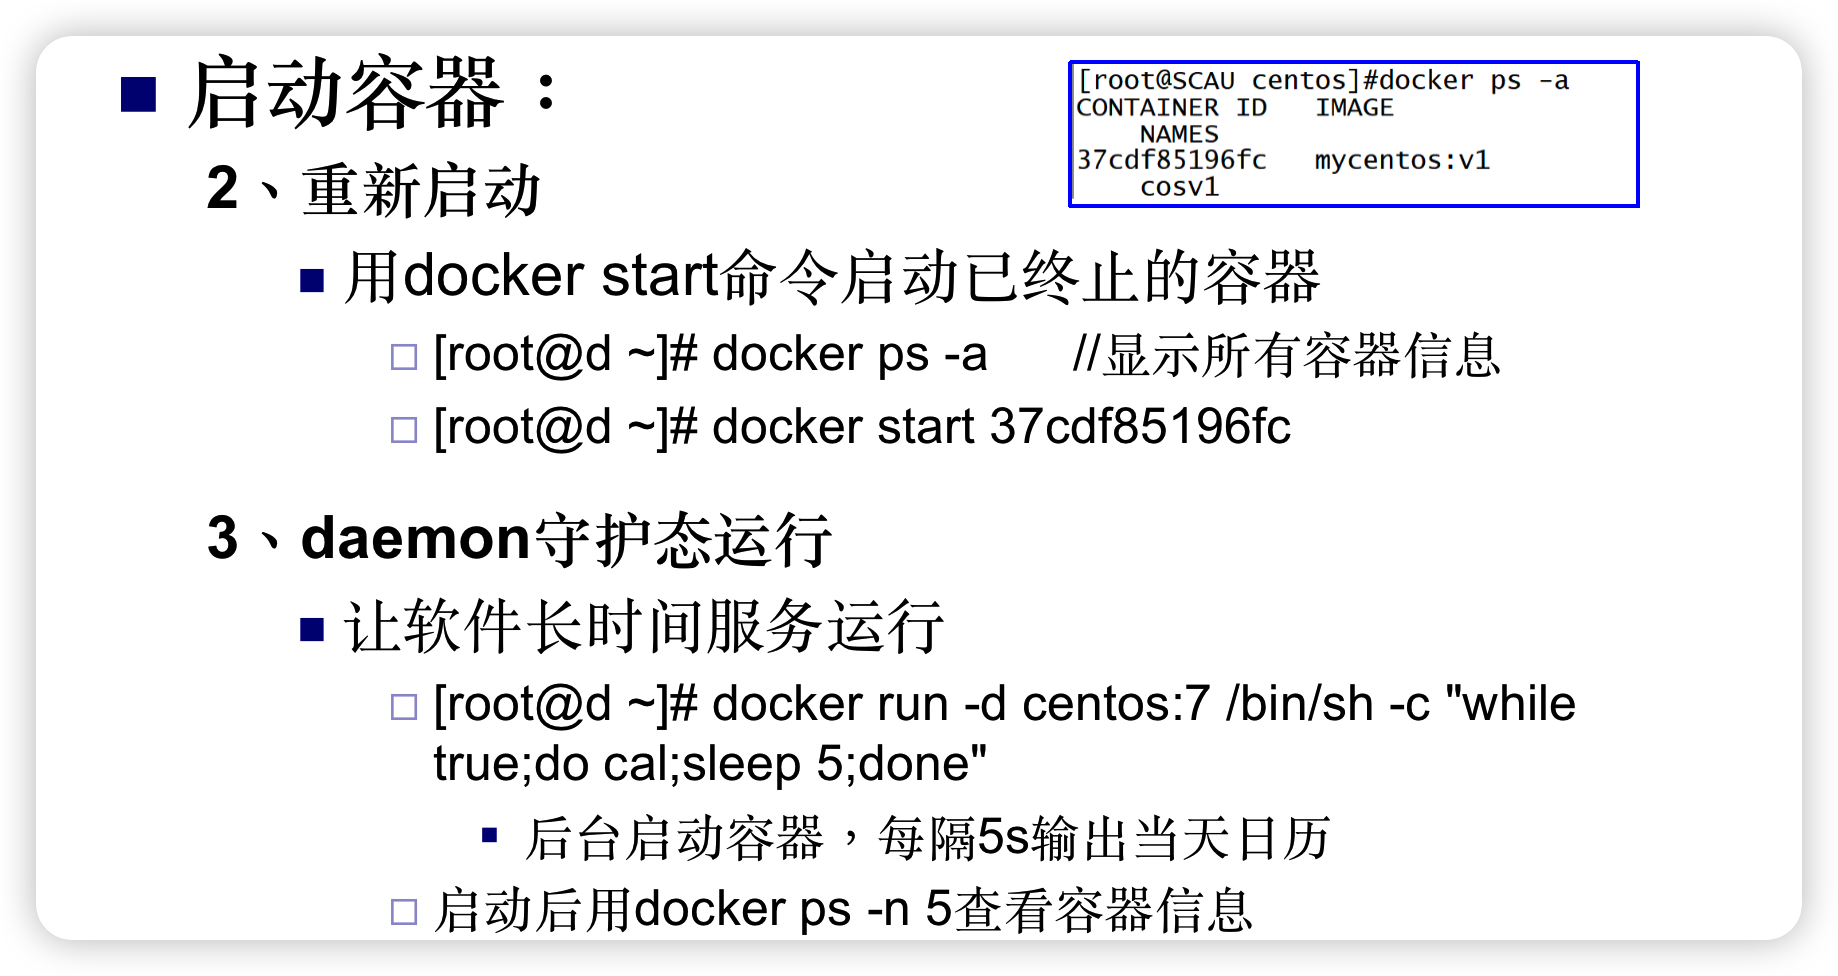 启动容器：
[root@SCAU centos]#docker ps -a
CONTAINER ID   IMAGE
    NAMES
37cdf85196fc   mycentos:v1
    cosv1
2、重新启动
用docker start命令启动已终止的容器
[root@d ~]# docker ps -a      //显示所有容器信息
[root@d ~]# docker start 37cdf85196fc
3、daemon守护态运行
让软件长时间服务运行
[root@d ~]# docker run -d centos:7 /bin/sh -c "while
true;do cal;sleep 5;done"
后台启动容器，每隔5s输出当天日历
启动后用docker ps -n 5查看容器信息